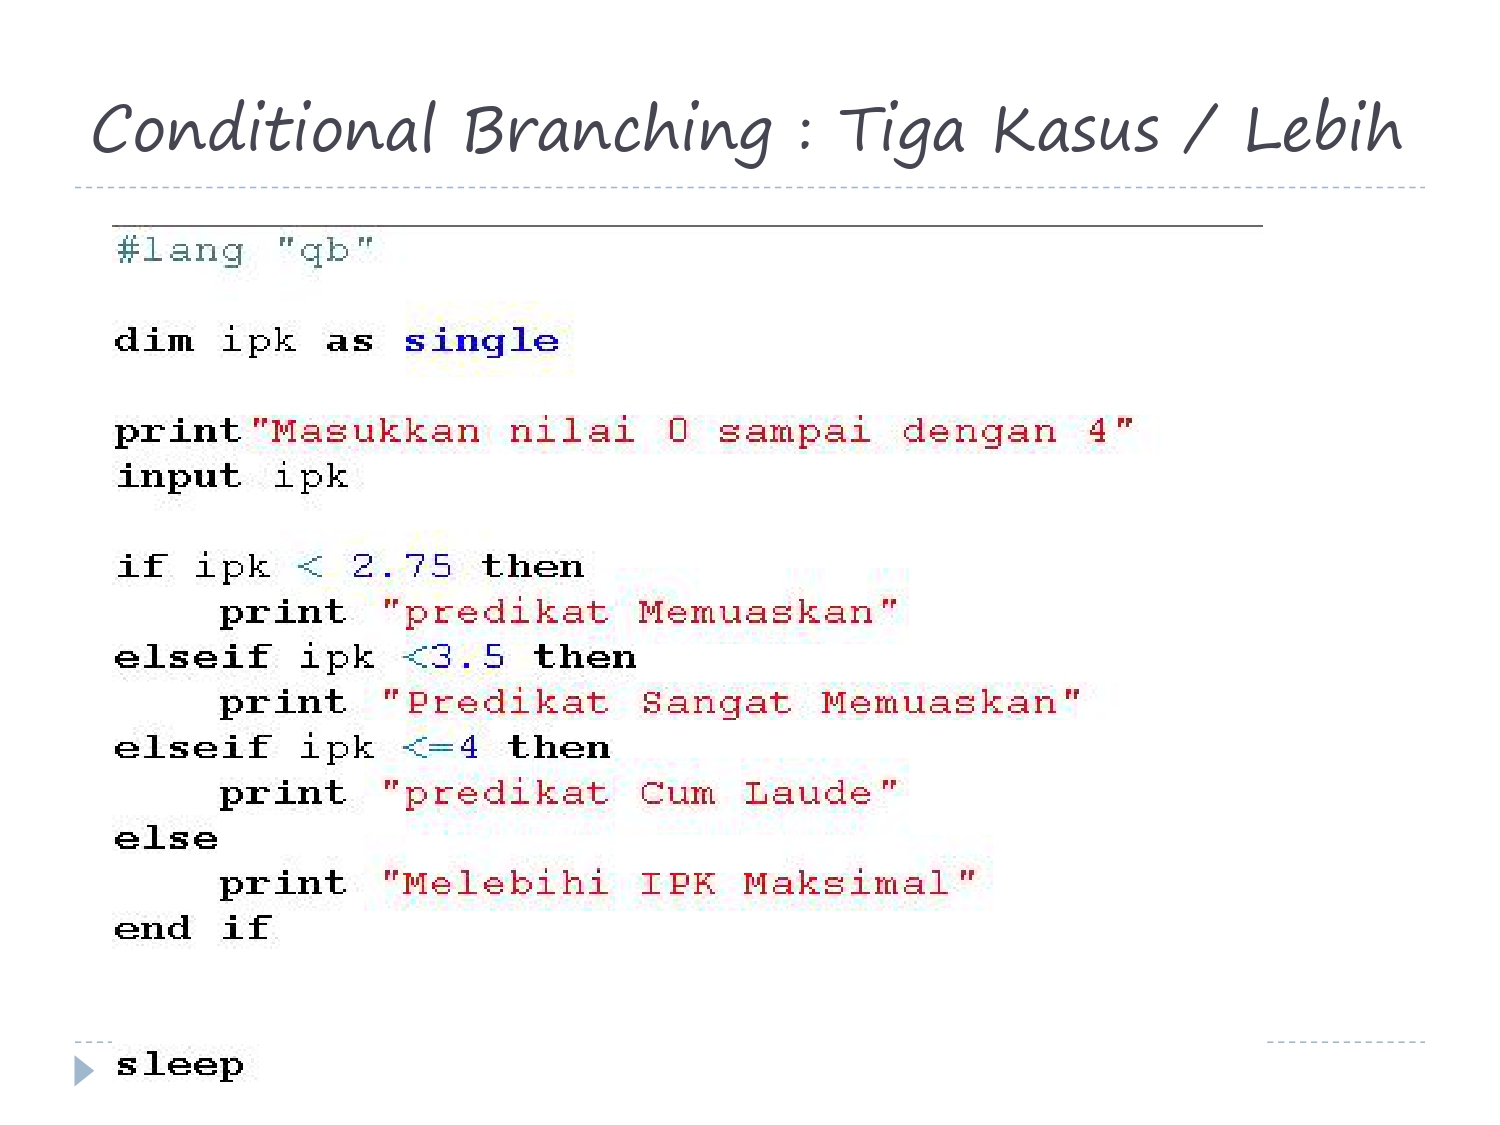 Conditional Branching : Tiga Kasus / Lebih
#lang "qb"
dim ipk as single
print"Masukkan nilai 0 sampai dengan 4"
input ipk
if ipk < 2.75 then
print "predikat Memuaskan"
elseif ipk <3.5 then
print "Predikat Sangat Memuaskan"
elseif ipk <=4 then
print "predikat Cum Laude"
else
print "Melebihi IPK Maksimal"
end if
sleep